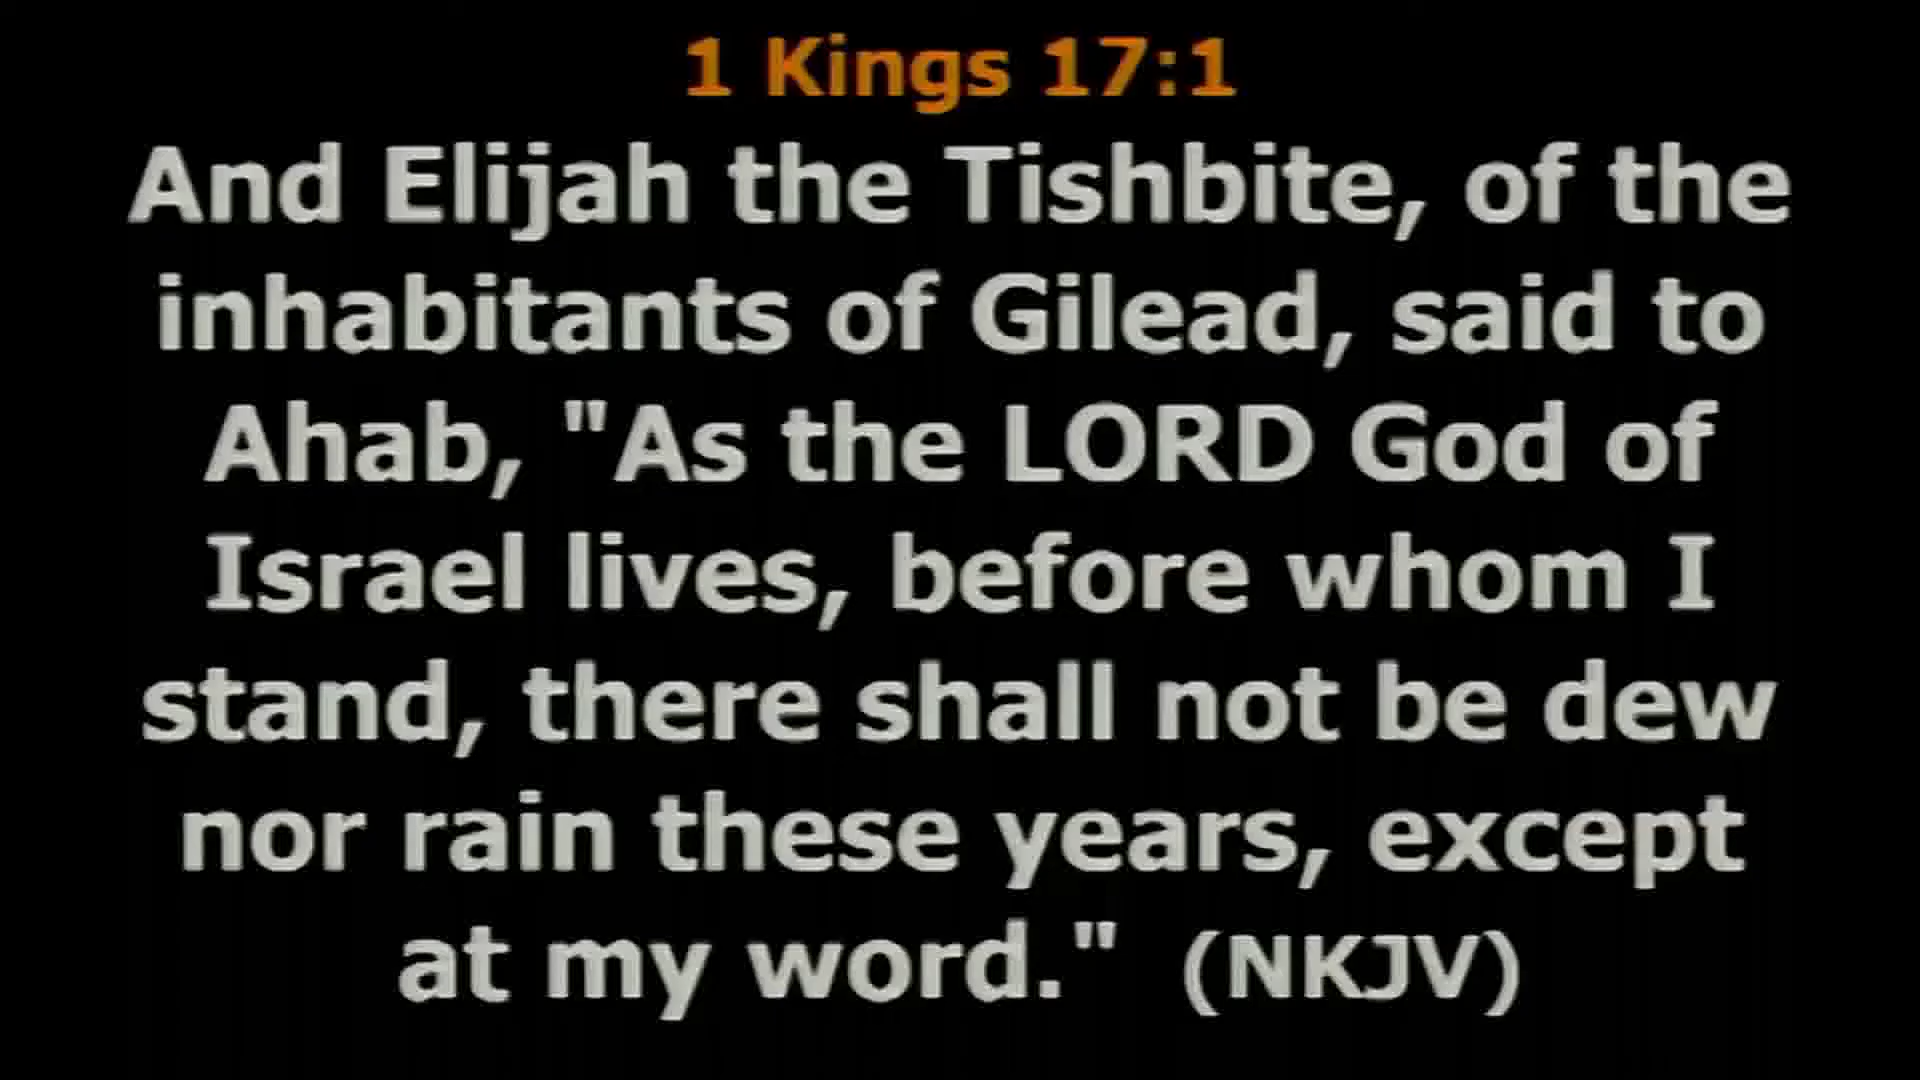 1 Kings 17:1
And Elijah the Tishbite, of the
inhabitants of Gilead, said to
Ahab, "As the LORD God of
Israel lives, before whom I
stand, there shall not be dew
nor rain these years, except
at my word." (NKJV)